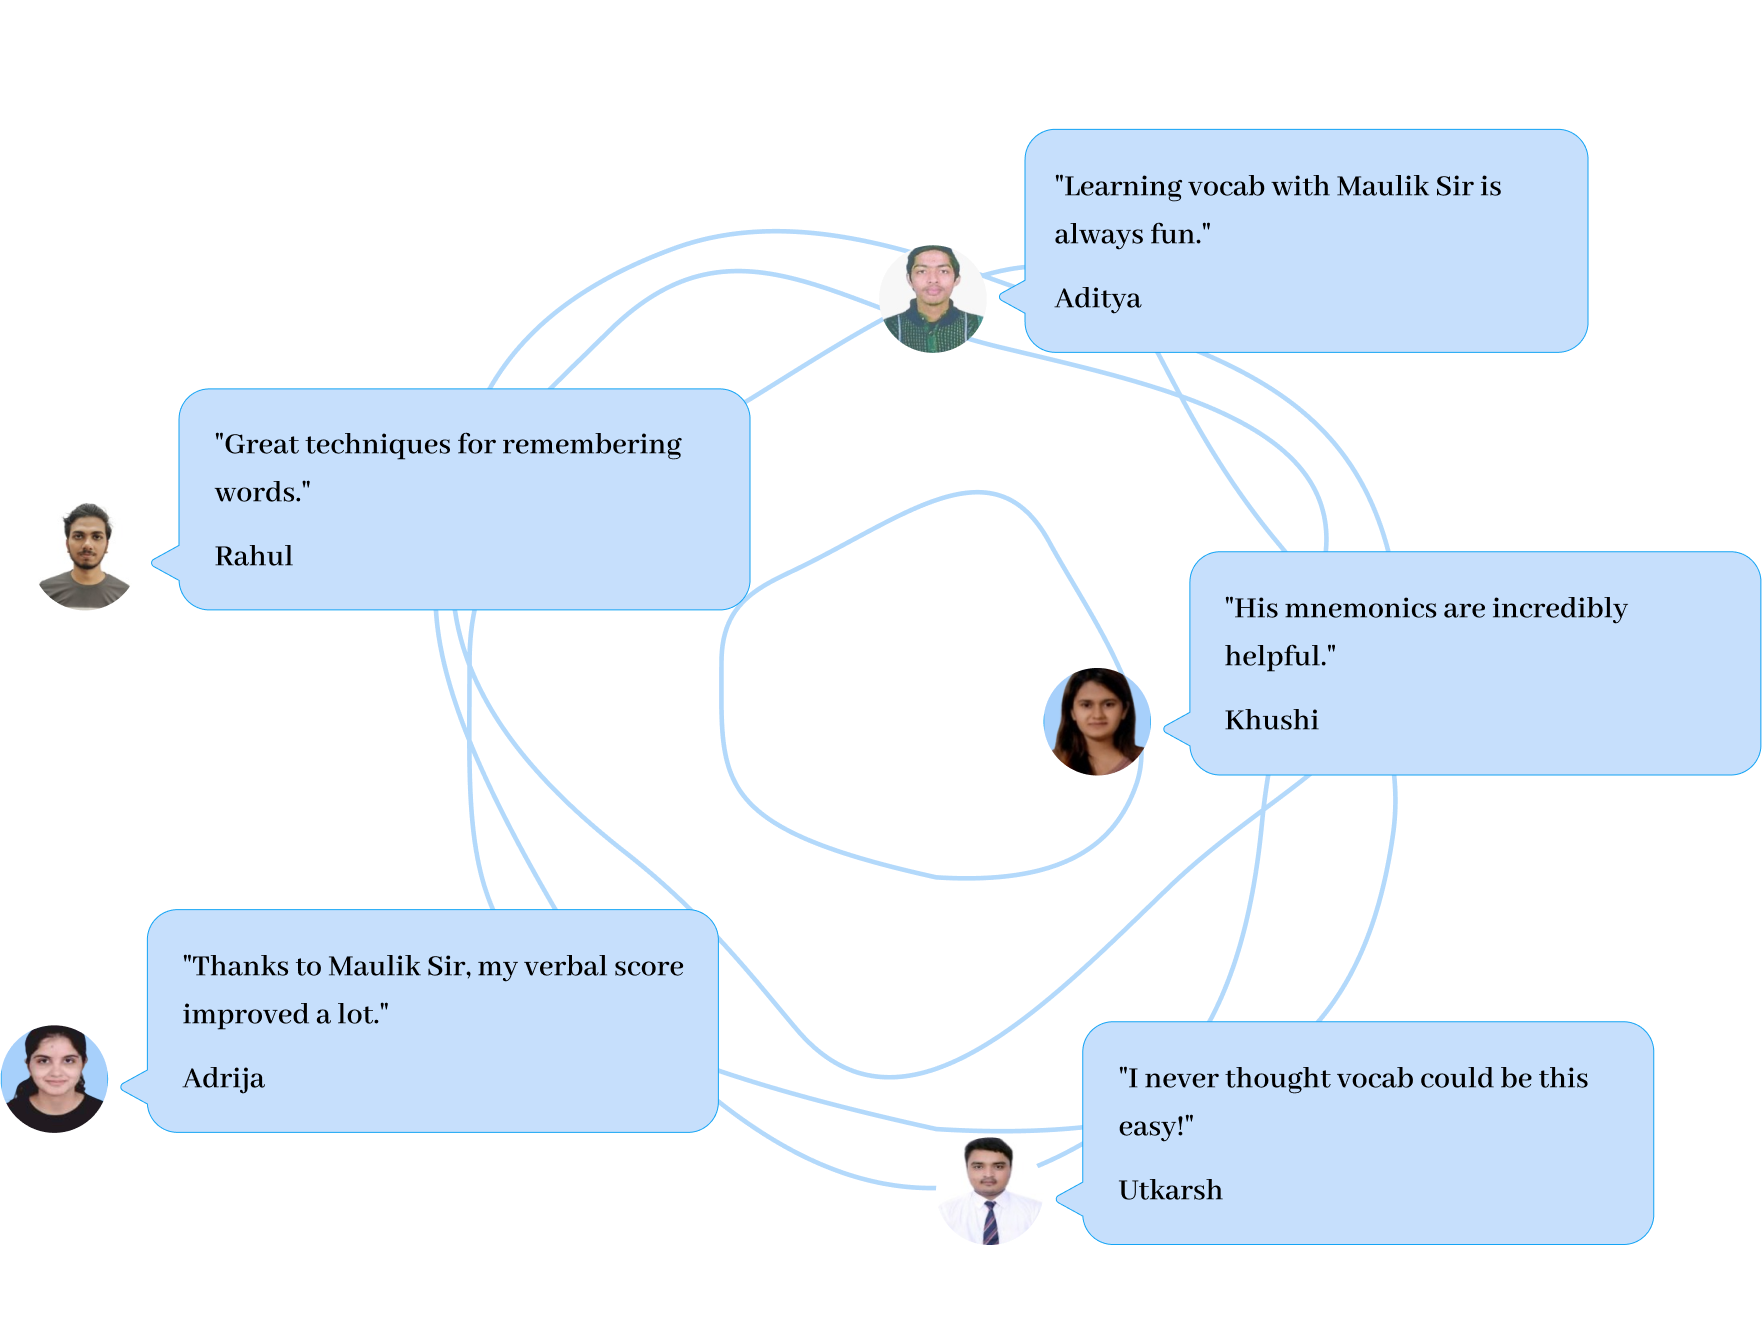 "Learning vocab with Maulik Sir is
always fun."
Aditya
"Great techniques for remembering
words."
Rahul
"His mnemonics are incredibly
helpful."
Khushi
"Thanks to Maulik Sir, my verbal score
improved a lot."
Adrija
"I never thought vocab could be this
easy!"
Utkarsh